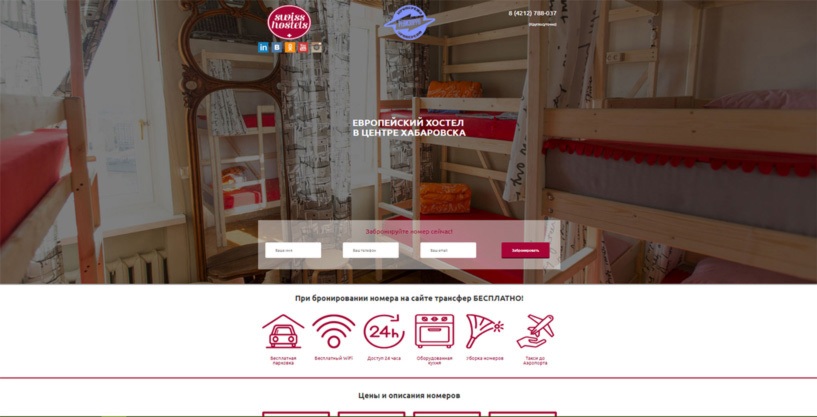 swiss
hostels
8 (4212) 788-037
in
ЕВРОПЕЙСКИЙ ХОСТЕЛ
В ЦЕНТРЕ ХАБАРОВСКА
Забронируйте номер сейчас!
Ваше имя
Ваш телефон
Ваш email
Забронировать
При бронировании номера на сайте трансфер БЕСПЛАТНО!
24h
Бесплатная
парковка
Бесплатный WiFi
Доступ 24 часа
Оборудованная
кухня
Уборка номеров
Такси до
аэропорта
Цены и описания номеров